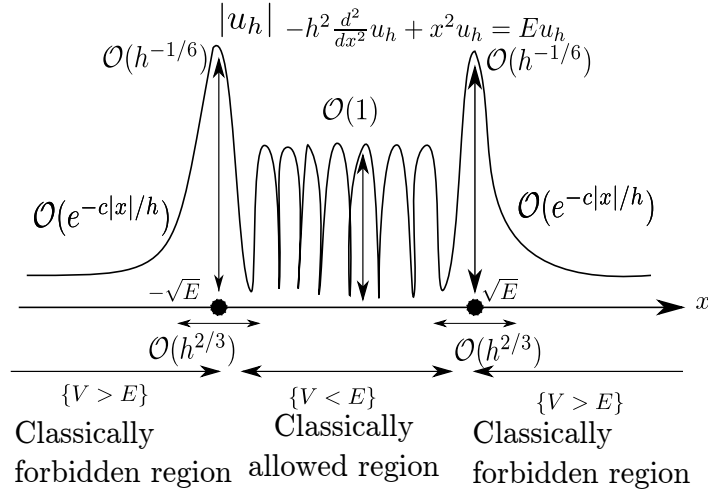 |u_h| -h^2 \frac{d^2}{dx^2} u_h + x^2 u_h = E u_h
𝒪(h^{-1/6}) 𝒪(h^{-1/6})
𝒪(1)
𝒪(e^{-c|x|/h}) 𝒪(e^{-c|x|/h})
-√E √E
x
𝒪(h^{2/3}) 𝒪(h^{2/3})
{V > E} {V < E} {V > E}
Classically Classically Classically
forbidden region allowed region forbidden region